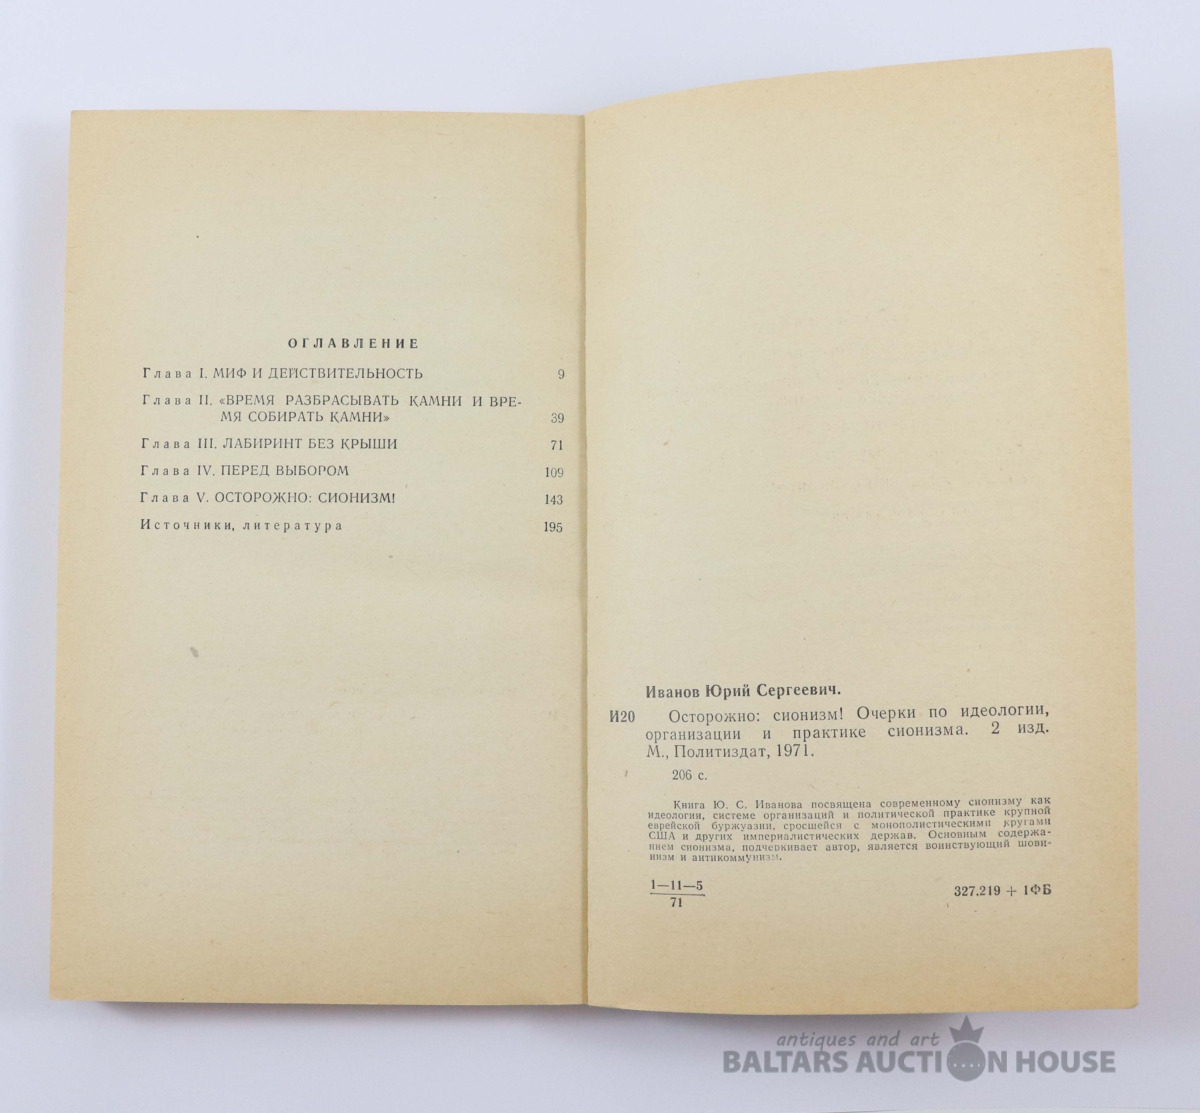 ОГЛАВЛЕНИЕ
Глава I. МИФ И ДЕЙСТВИТЕЛЬНОСТЬ 9
Глава II. «ВРЕМЯ РАЗБРАСЫВАТЬ КАМНИ И ВРЕ-
МЯ СОБИРАТЬ КАМНИ» 39
Глава III. ЛАБИРИНТ БЕЗ КРЫШИ 71
Глава IV. ПЕРЕД ВЫБОРОМ 109
Глава V. ОСТОРОЖНО: СИОНИЗМ! 143
Источники, литература 195
Иванов Юрий Сергеевич.
И20 Осторожно: сионизм! Очерки по идеологии,
организации и практике сионизма. 2 изд.
М., Политиздат, 1971.
206 с.
Книга Ю. С. Иванова посвящена современному сионизму как
идеологии, системе организаций и политической практике крупной
еврейской буржуазии, сросшейся с монополистическими кругами
США и других империалистических держав. Основным содержа-
нием сионизма, подчеркивает автор, является воинствующий шови-
низм и антикоммунизм.
1—11—5
71
327.219 + 1ФБ
antiques and art
BALTARS AUCTION HOUSE